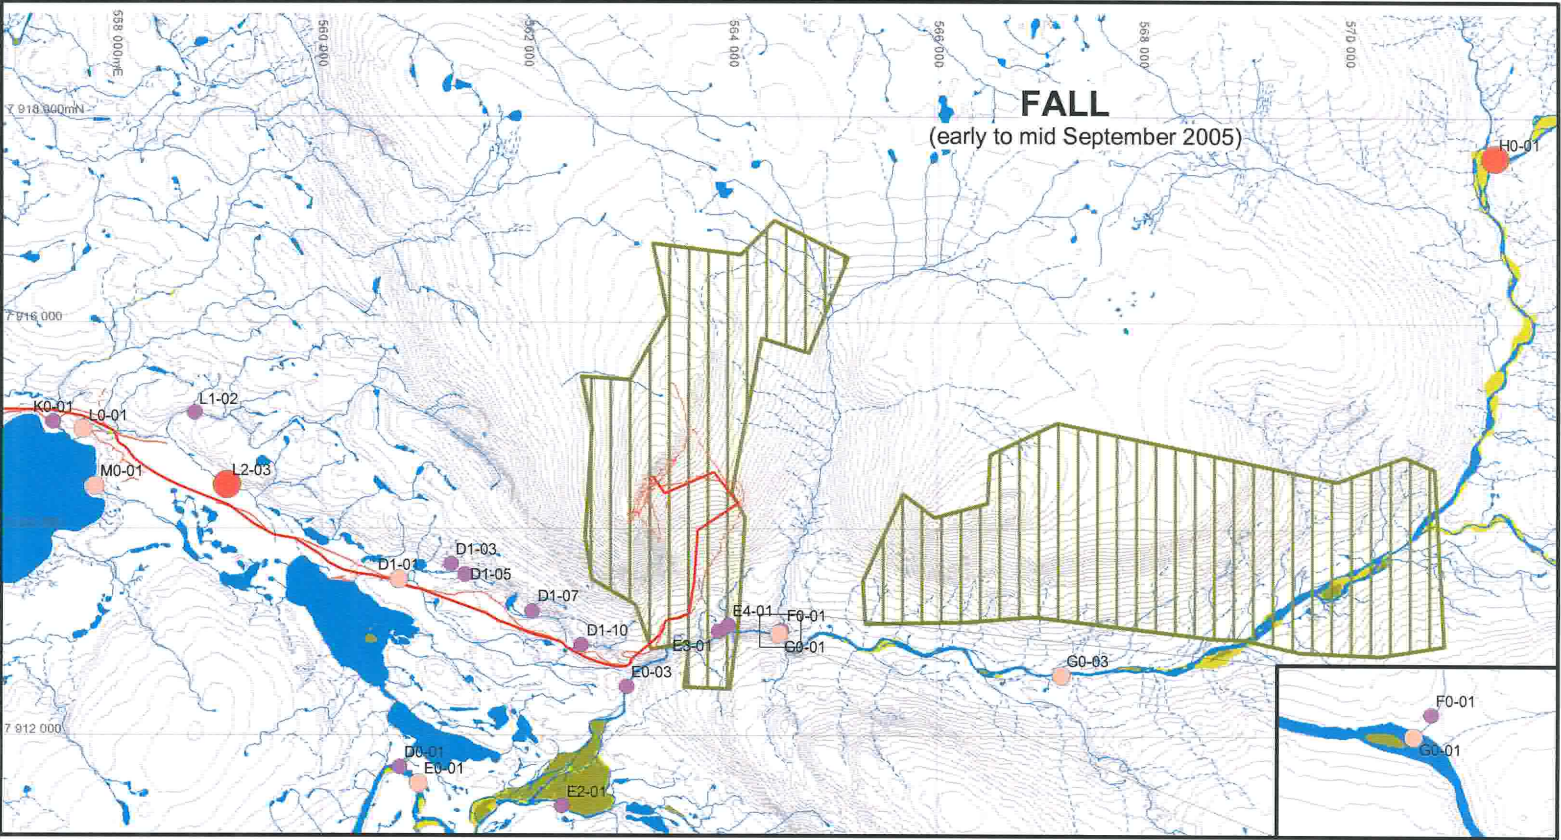 558 000mE
560 000
562 000
564 000
566 000
568 000
570 000
7 918 000mN
FALL
(early to mid September 2005)
H0-01
7 916 000
K0-01
L0-01
L1-02
M0-01
L2-03
D1-01
D1-03
D1-05
D1-07
D1-10
E3-01
E4-01
F0-01
G0-01
E0-03
G0-03
7 912 000
D0-01
E0-01
E2-01
F0-01
G0-01